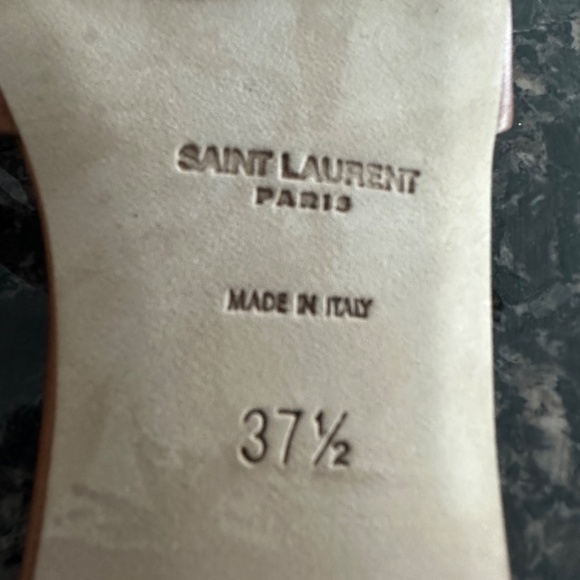 SAINT LAURENT
PARIS
MADE IN ITALY
37½